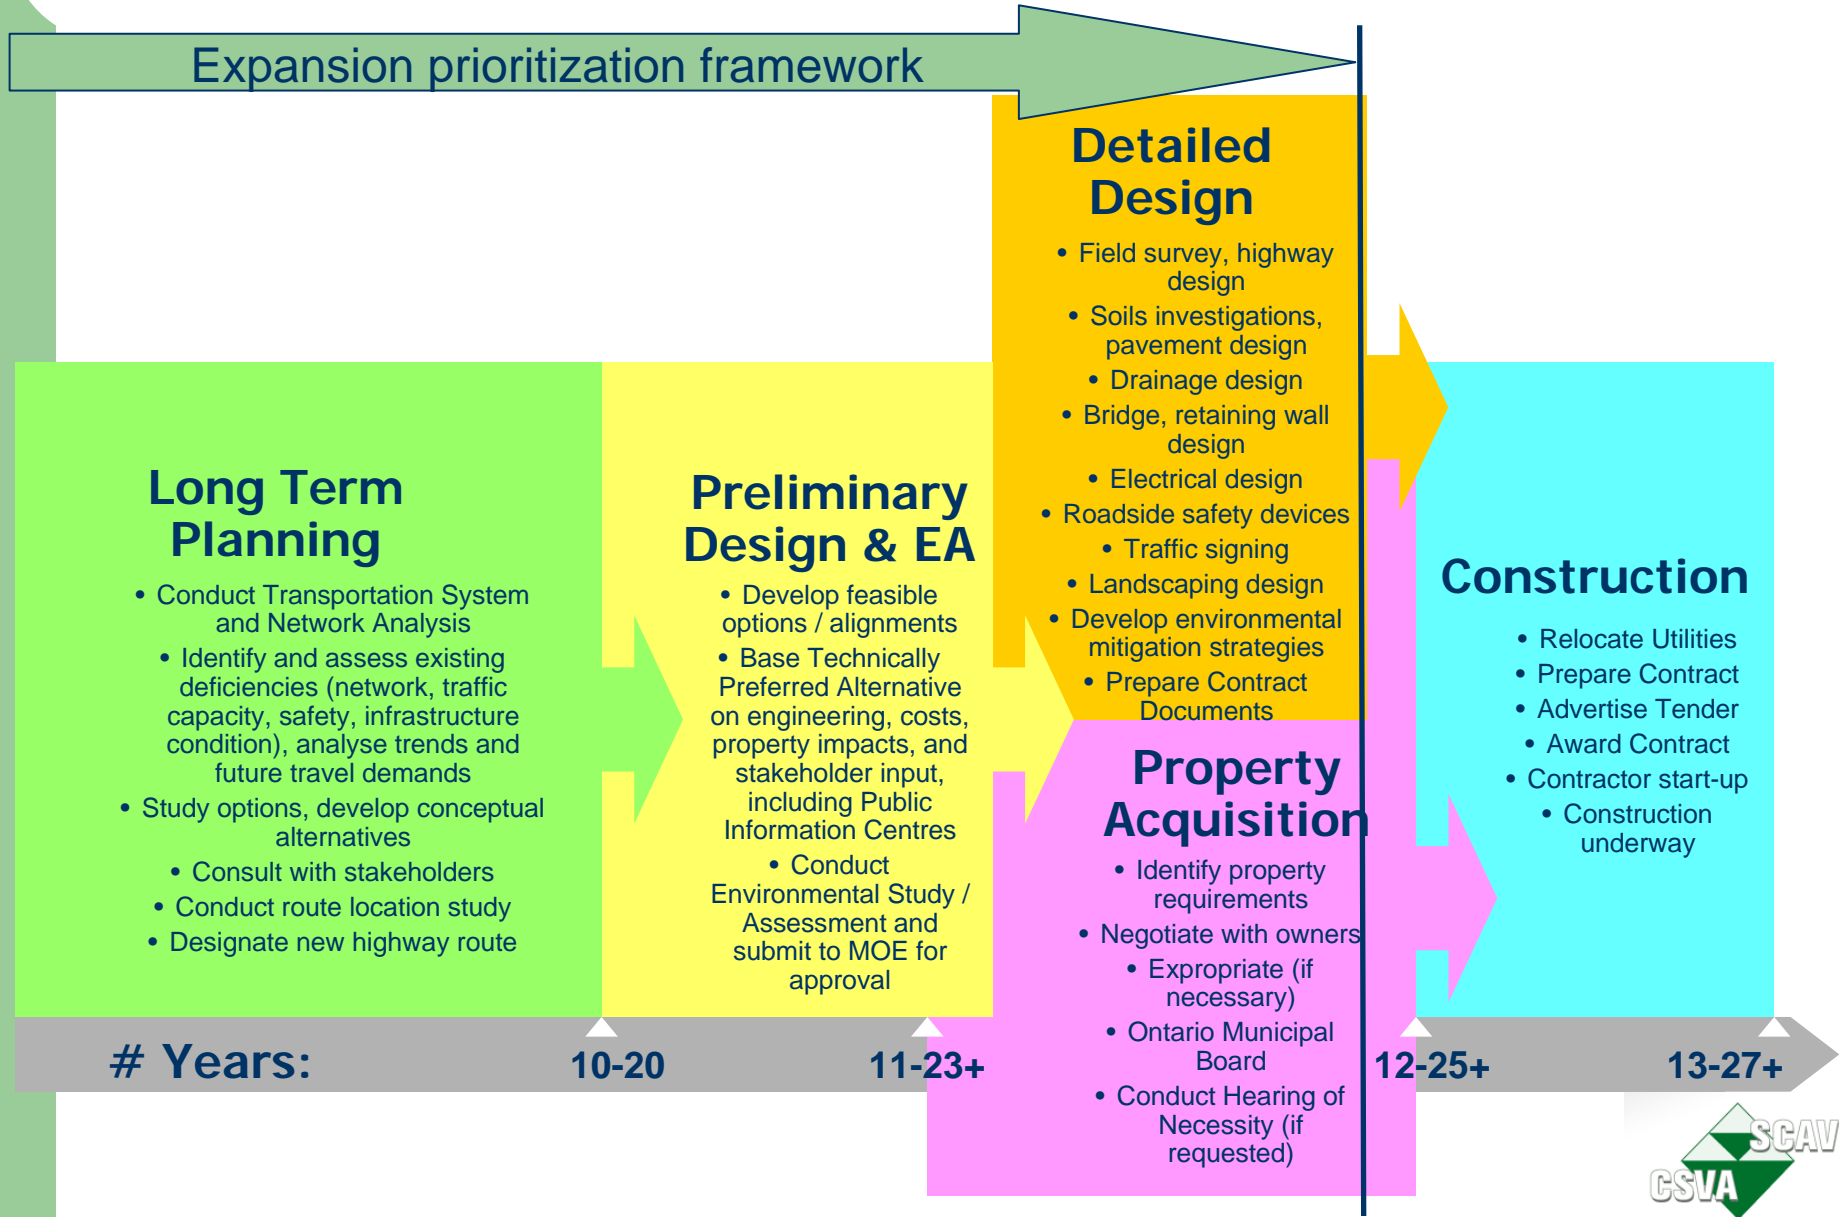 Expansion prioritization framework
Long Term
Planning
• Conduct Transportation System
and Network Analysis
• Identify and assess existing
deficiencies (network, traffic
capacity, safety, infrastructure
condition), analyse trends and
future travel demands
• Study options, develop conceptual
alternatives
• Consult with stakeholders
• Conduct route location study
• Designate new highway route
Preliminary
Design & EA
• Develop feasible
options / alignments
• Base Technically
Preferred Alternative
on engineering, costs,
property impacts, and
stakeholder input,
including Public
Information Centres
• Conduct
Environmental Study /
Assessment and
submit to MOE for
approval
Detailed
Design
• Field survey, highway
design
• Soils investigations,
pavement design
• Drainage design
• Bridge, retaining wall
design
• Electrical design
• Roadside safety devices
• Traffic signing
• Landscaping design
• Develop environmental
mitigation strategies
• Prepare Contract
Documents
Property
Acquisition
• Identify property
requirements
• Negotiate with owners
• Expropriate (if
necessary)
• Ontario Municipal
Board
• Conduct Hearing of
Necessity (if
requested)
Construction
• Relocate Utilities
• Prepare Contract
• Advertise Tender
• Award Contract
• Contractor start-up
• Construction
underway
# Years:
10-20
11-23+
12-25+
13-27+
SCAV
CSVA